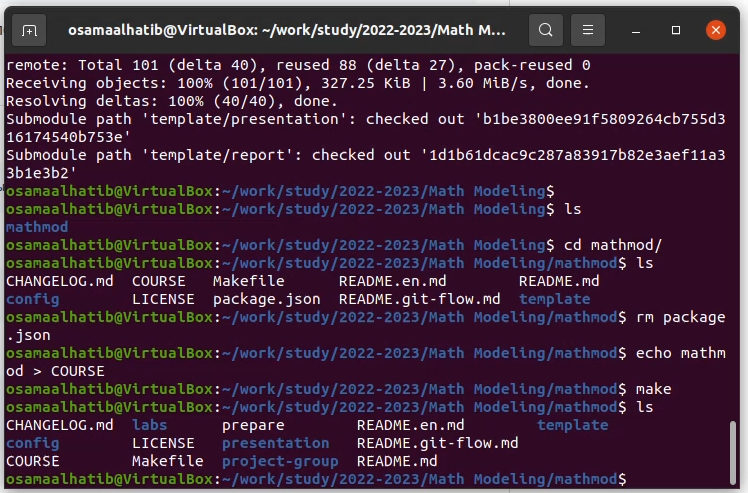 osamaalhatib@VirtualBox: ~/work/study/2022-2023/Math M...
remote: Total 101 (delta 40), reused 88 (delta 27), pack-reused 0
Receiving objects: 100% (101/101), 327.25 KiB | 3.60 MiB/s, done.
Resolving deltas: 100% (40/40), done.
Submodule path 'template/presentation': checked out 'b1be3800ee91f5809264cb755d3
16174540b753e'
Submodule path 'template/report': checked out '1d1b61dcac9c287a83917b82e3aef11a3
3b1e3b2'
osamaalhatib@VirtualBox:~/work/study/2022-2023/Math Modeling$
osamaalhatib@VirtualBox:~/work/study/2022-2023/Math Modeling$ ls
mathmod
osamaalhatib@VirtualBox:~/work/study/2022-2023/Math Modeling$ cd mathmod/
osamaalhatib@VirtualBox:~/work/study/2022-2023/Math Modeling/mathmod$ ls
CHANGELOG.md COURSE Makefile README.en.md README.md
config LICENSE package.json README.git-flow.md template
osamaalhatib@VirtualBox:~/work/study/2022-2023/Math Modeling/mathmod$ rm package
.json
osamaalhatib@VirtualBox:~/work/study/2022-2023/Math Modeling/mathmod$ echo mathm
od > COURSE
osamaalhatib@VirtualBox:~/work/study/2022-2023/Math Modeling/mathmod$ make
osamaalhatib@VirtualBox:~/work/study/2022-2023/Math Modeling/mathmod$ ls
CHANGELOG.md labs prepare README.en.md template
config LICENSE presentation README.git-flow.md
COURSE Makefile project-group README.md
osamaalhatib@VirtualBox:~/work/study/2022-2023/Math Modeling/mathmod$